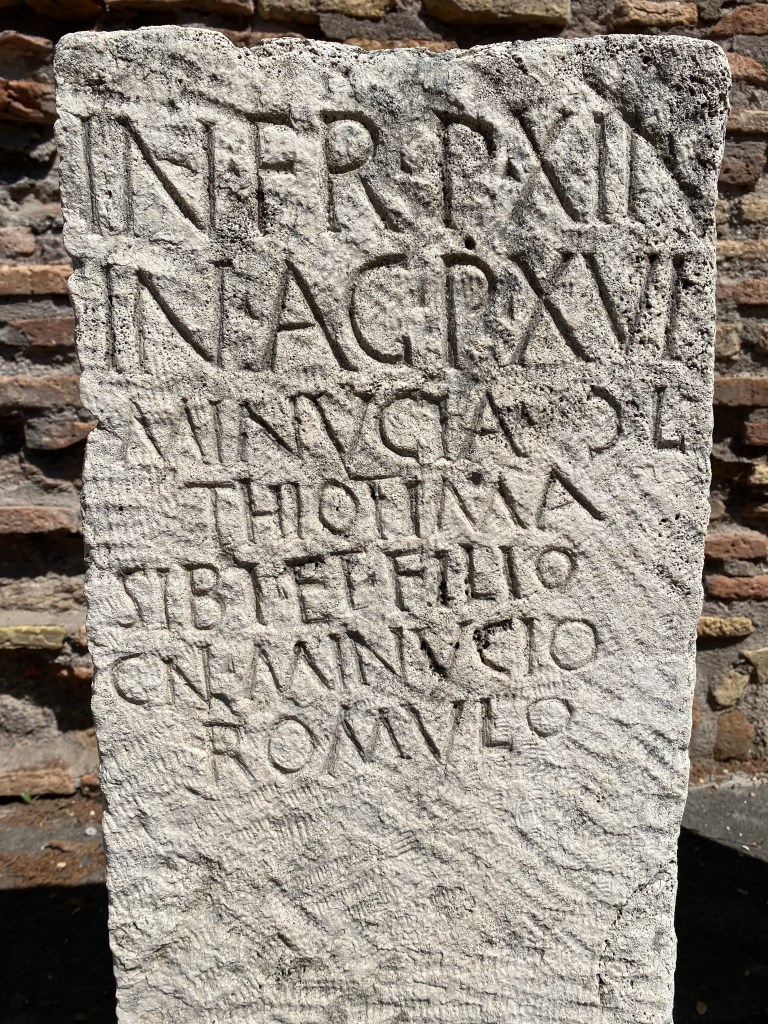 IN·FR·P·XII
IN·AG·P·XVI
MINVCIA·Ɔ·L
THIOTIMA
SIBI·ET·FILIO
CN·MINVCIO
ROMVLO